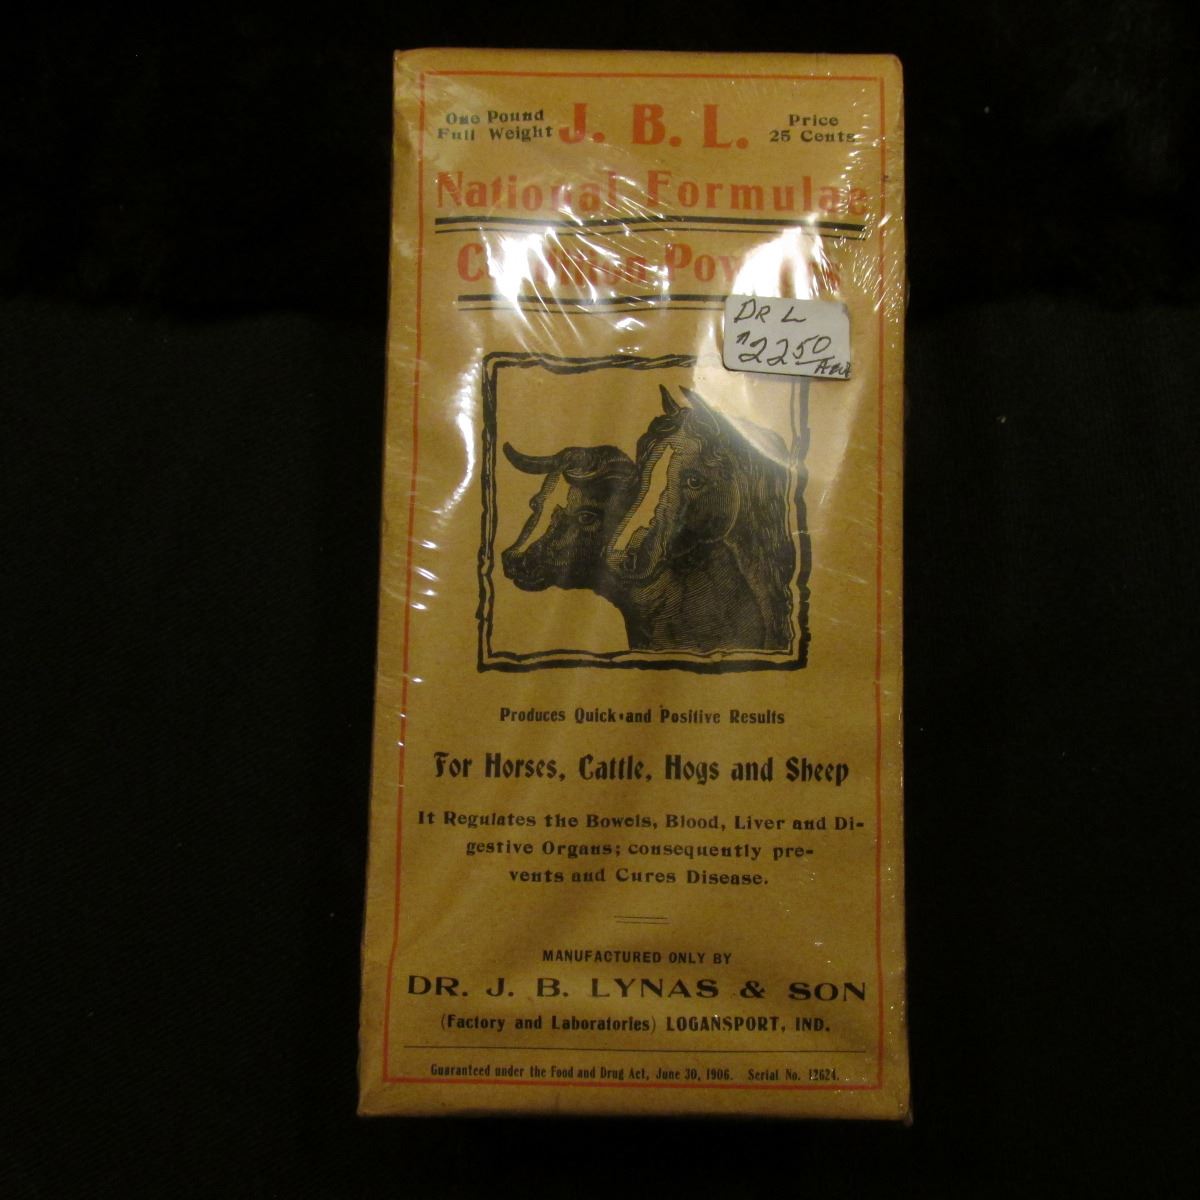 One Pound
Full Weight
J. B. L.
Price
25 Cents
National Formulae
Condition Powders
DR L
$22 50
Produces Quick and Positive Results
For Horses, Cattle, Hogs and Sheep
It Regulates the Bowels, Blood, Liver and Di-
gestive Organs; consequently pre-
vents and Cures Disease.
MANUFACTURED ONLY BY
DR. J. B. LYNAS & SON
(Factory and Laboratories) LOGANSPORT, IND.
Guaranteed under the Food and Drug Act, June 30, 1906. Serial No. 12624.